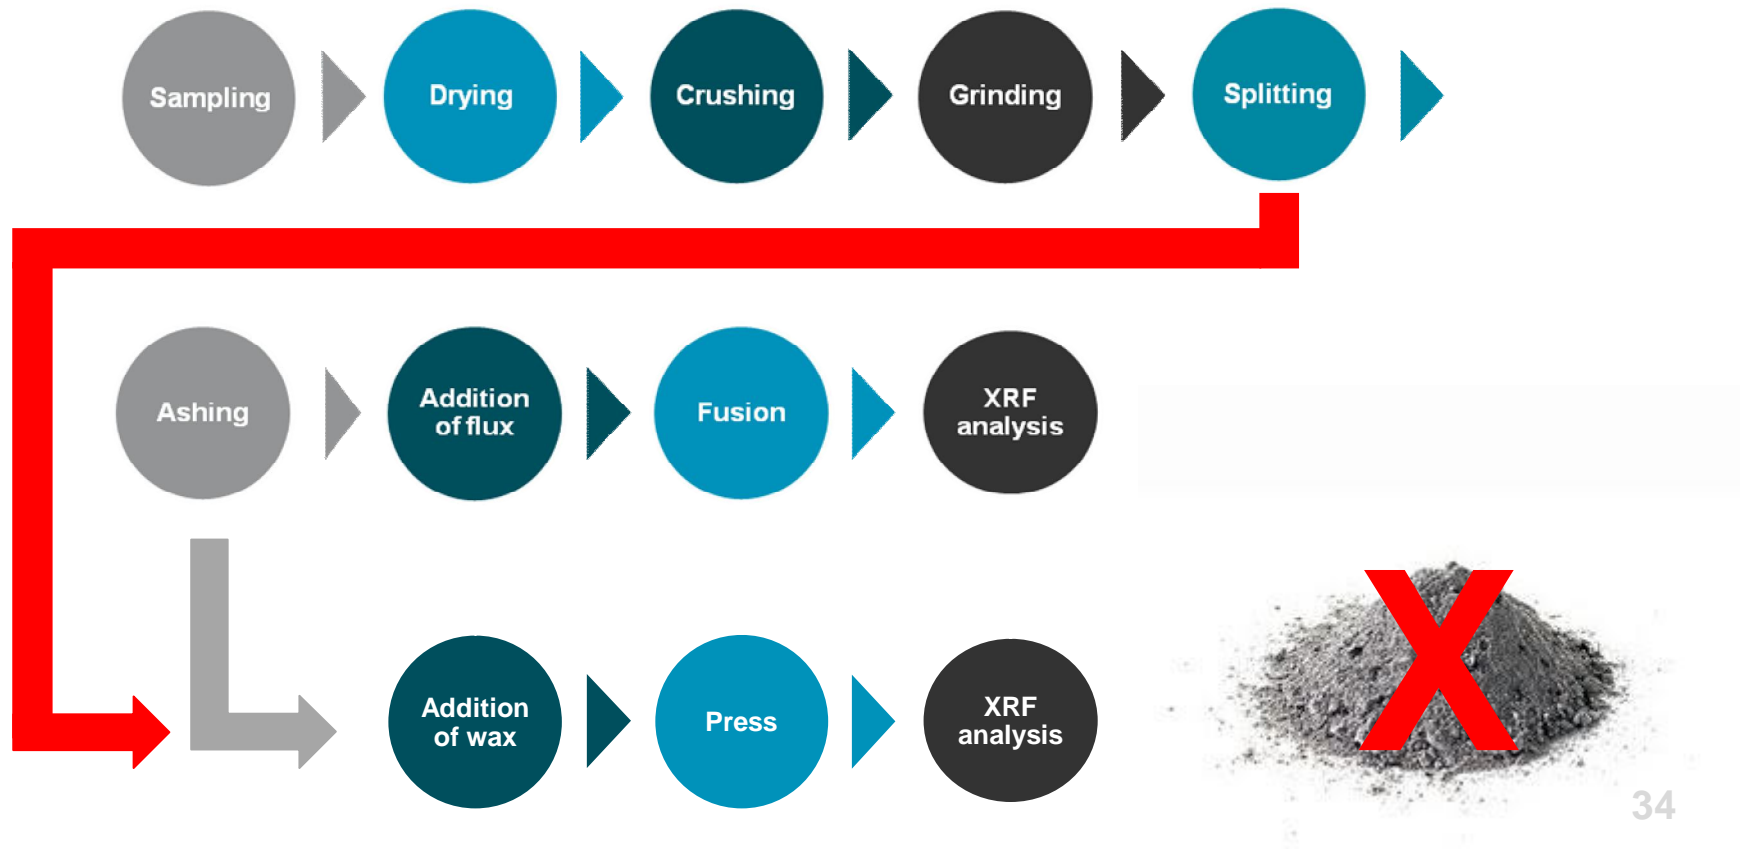 Sampling
Drying
Crushing
Grinding
Splitting
Ashing
Addition
of flux
Fusion
XRF
analysis
Addition
of wax
Press
XRF
analysis
X
34